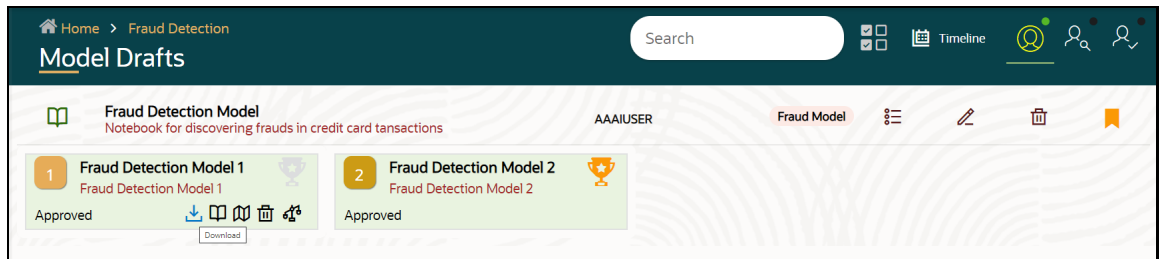 Home > Fraud Detection
Model Drafts
Search
Timeline
Fraud Detection Model
Notebook for discovering frauds in credit card tansactions
AAAIUSER
Fraud Model
1
Fraud Detection Model 1
Fraud Detection Model 1
Approved
Download
2
Fraud Detection Model 2
Fraud Detection Model 2
Approved